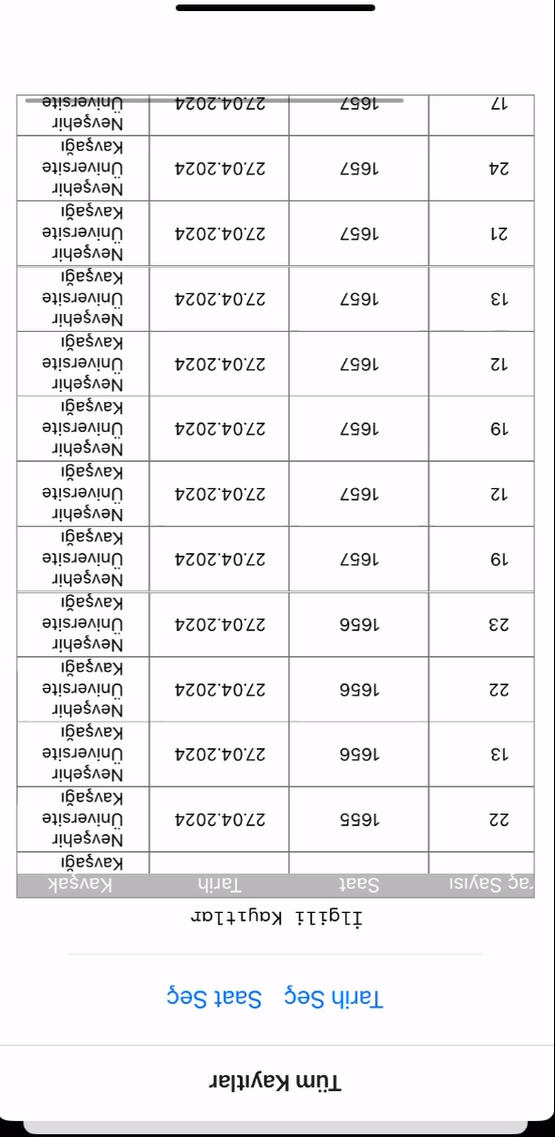 Tüm Kayıtlar
Tarih Seç Saat Seç
İlgili Kayıtlar
raç Sayısı Saat Tarih Kavşak
Kavşağı
Nevşehir
22 1655 27.04.2024 Üniversite
Kavşağı
Nevşehir
13 1656 27.04.2024 Üniversite
Kavşağı
Nevşehir
22 1656 27.04.2024 Üniversite
Kavşağı
Nevşehir
23 1656 27.04.2024 Üniversite
Kavşağı
Nevşehir
19 1657 27.04.2024 Üniversite
Kavşağı
Nevşehir
12 1657 27.04.2024 Üniversite
Kavşağı
Nevşehir
19 1657 27.04.2024 Üniversite
Kavşağı
Nevşehir
12 1657 27.04.2024 Üniversite
Kavşağı
Nevşehir
13 1657 27.04.2024 Üniversite
Kavşağı
Nevşehir
21 1657 27.04.2024 Üniversite
Kavşağı
Nevşehir
24 1657 27.04.2024 Üniversite
Kavşağı
Nevşehir
17 1657 27.04.2024 Üniversite